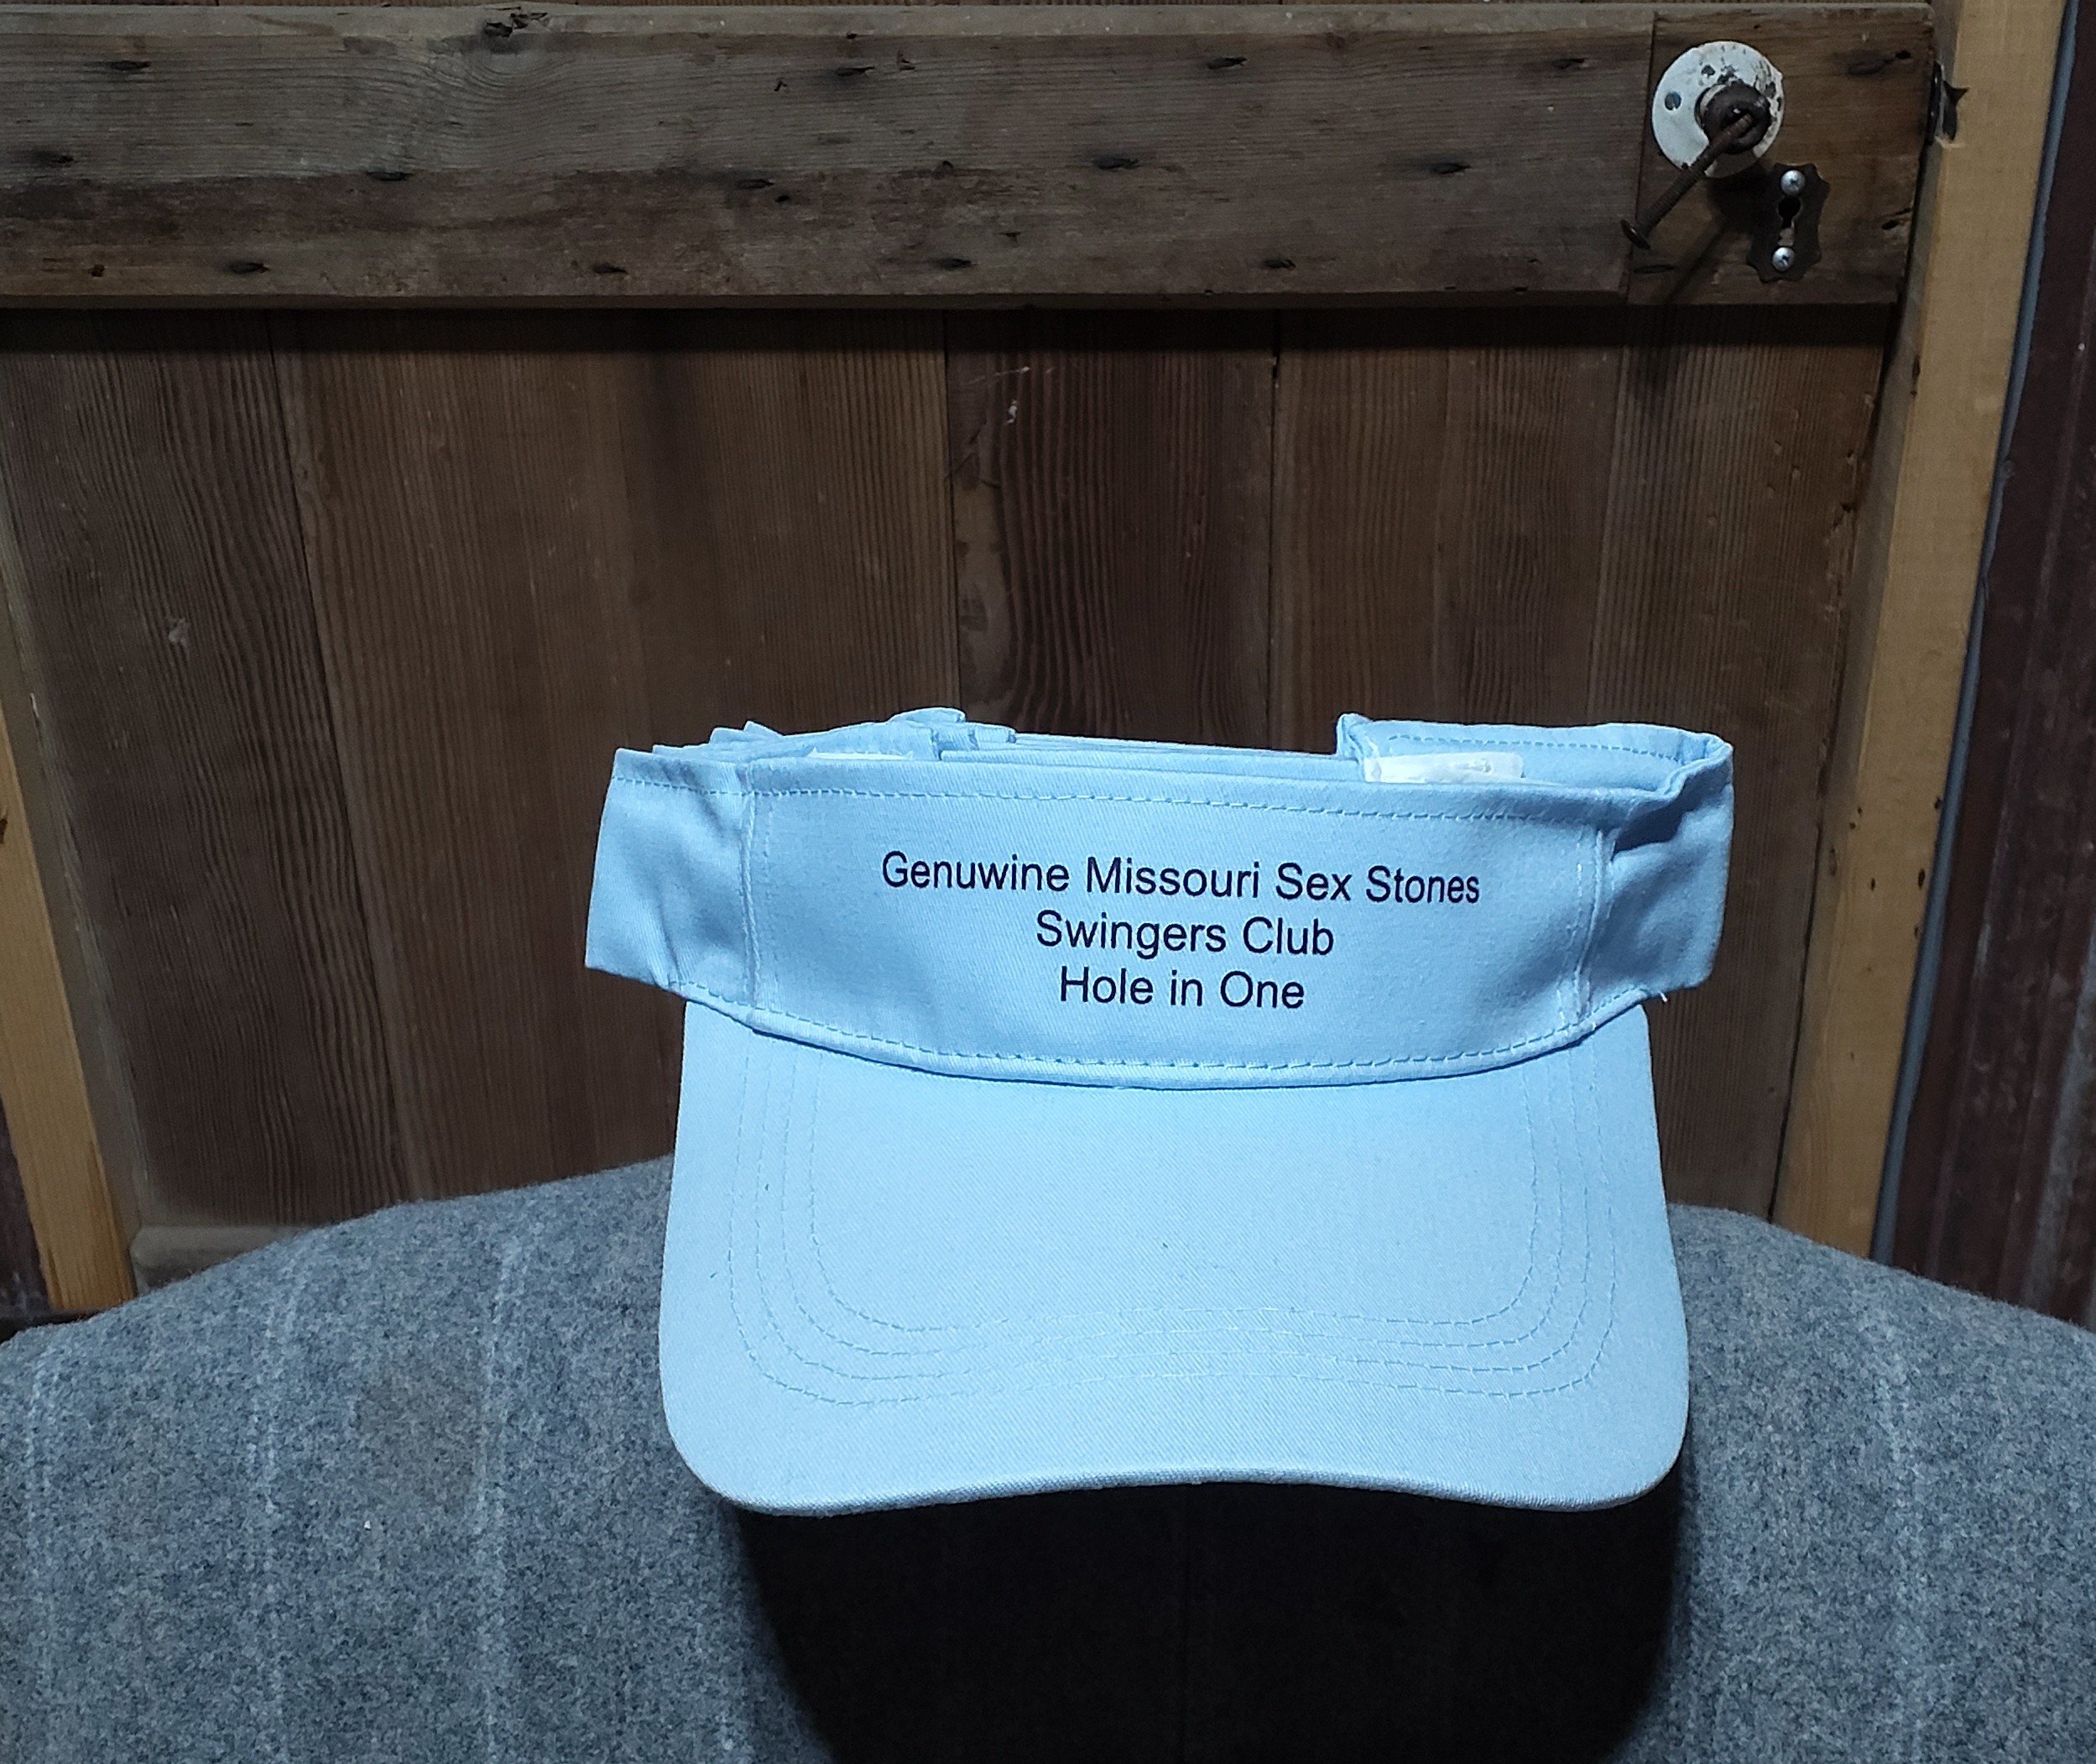 Genuwine Missouri Sex Stones
Swingers Club
Hole in One